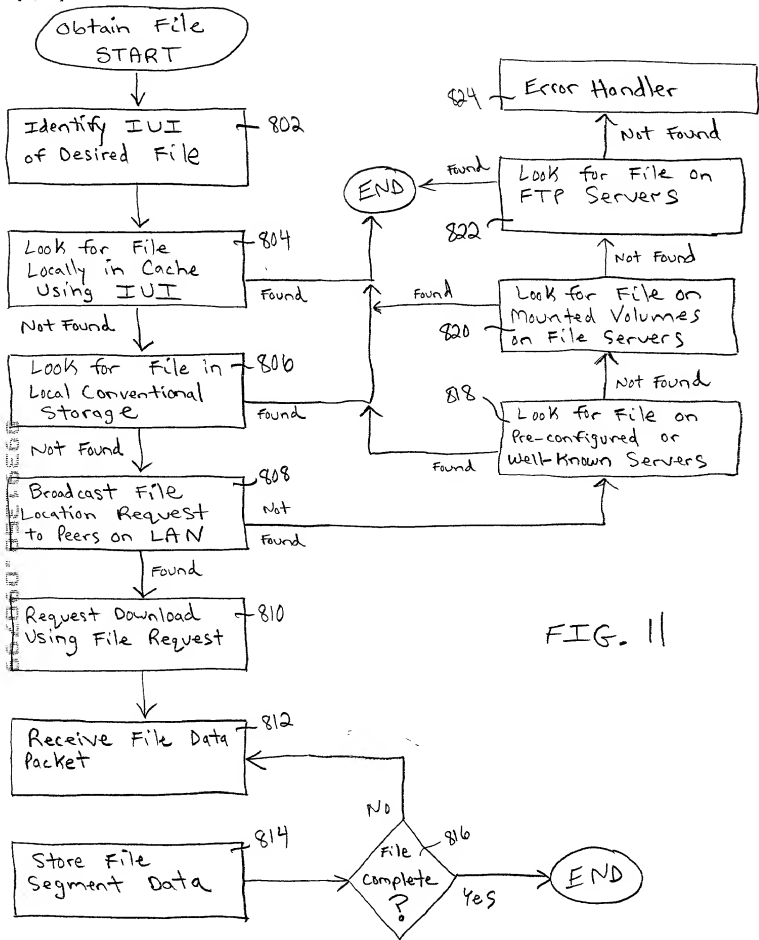 Obtain File
START
Identify IUI
of Desired File
802
Look for File
Locally in Cache
Using IUI
804
Found
Not Found
Look for File in
Local Conventional
Storage
806
Found
Not Found
Broadcast File
Location Request
to Peers on LAN
808
Not
Found
Found
Request Download
Using File Request
810
Receive File Data
Packet
812
Store File
Segment Data
814
File
Complete
?
816
No
Yes
END
824
Error Handler
Not Found
Look for File on
FTP Servers
822
Found
END
Not Found
Look for File on
Mounted Volumes
on File Servers
820
Found
Not Found
818
Look for File on
Pre-configured or
Well-Known Servers
Found
FIG. 11